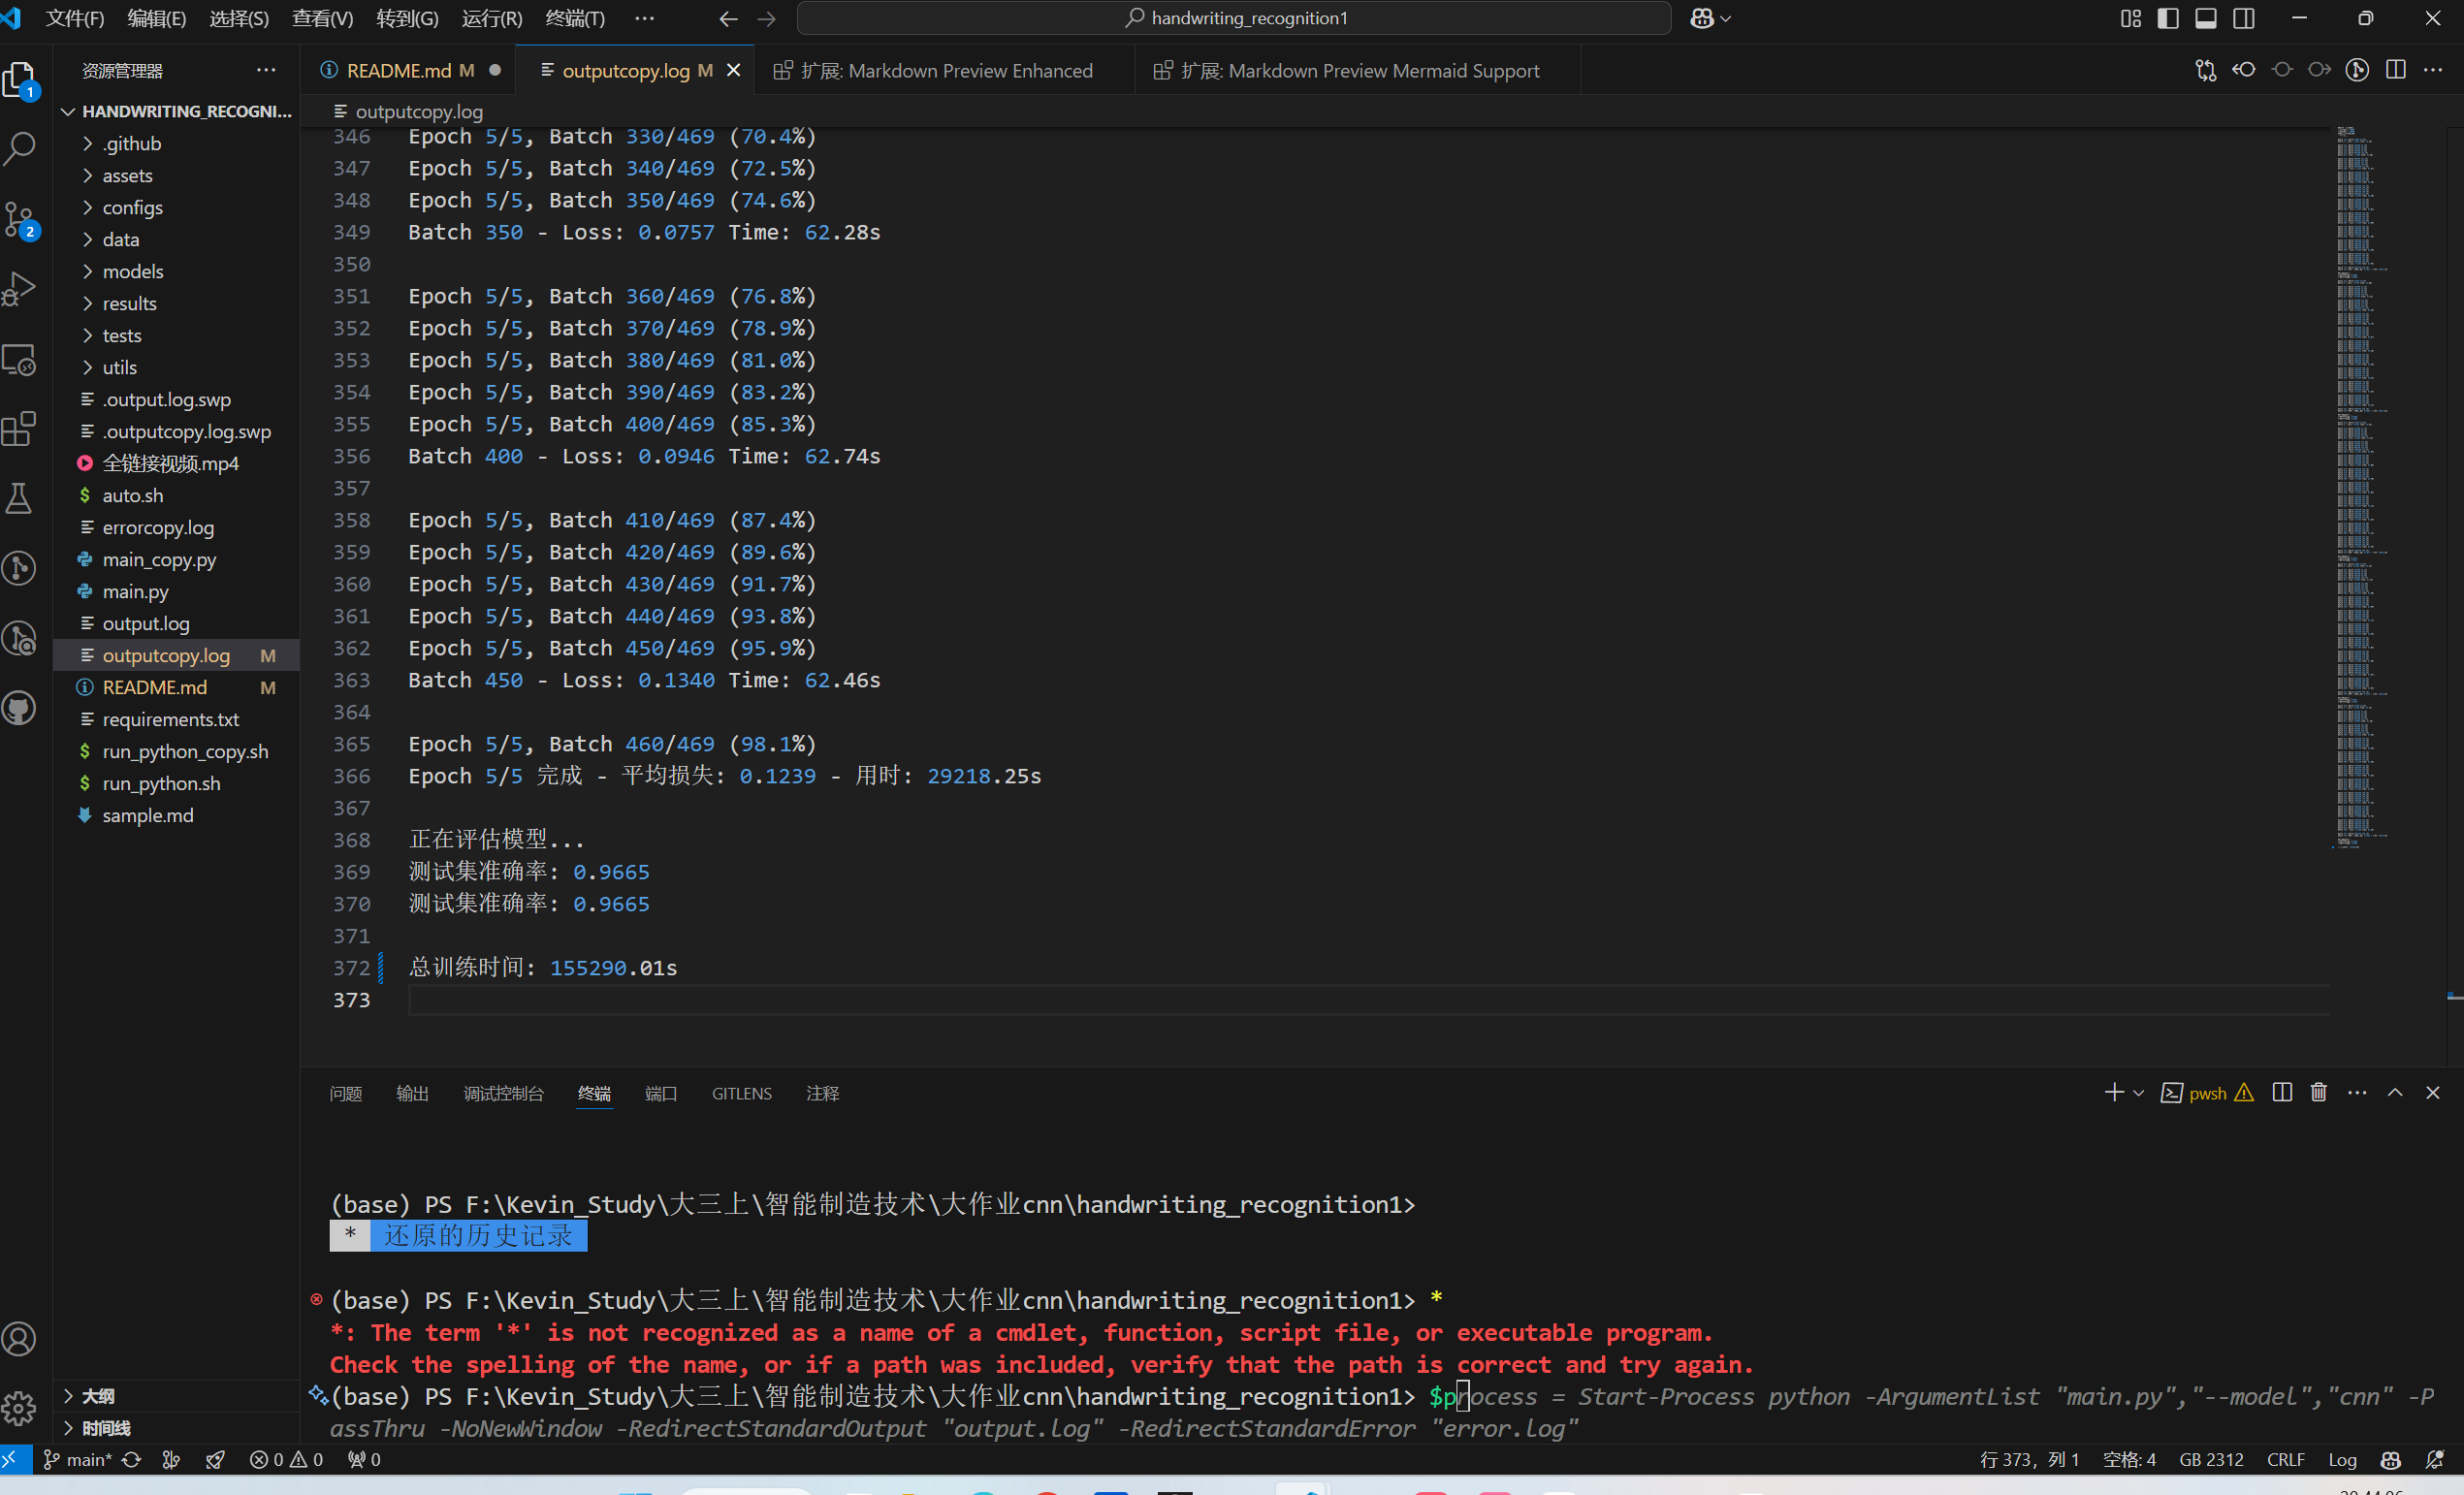 文件(F) 编辑(E) 选择(S) 查看(V) 转到(G) 运行(R) 终端(T) ··· handwriting_recognition1
资源管理器 ···
README.md M outputcopy.log M 扩展: Markdown Preview Enhanced 扩展: Markdown Preview Mermaid Support
1
2
HANDWRITING_RECOGNI...
.github
assets
configs
data
models
results
tests
utils
.output.log.swp
.outputcopy.log.swp
全链接视频.mp4
auto.sh
errorcopy.log
main_copy.py
main.py
output.log
outputcopy.log M
README.md M
requirements.txt
run_python_copy.sh
run_python.sh
sample.md
大纲
时间线
outputcopy.log
346 Epoch 5/5, Batch 330/469 (70.4%)
347 Epoch 5/5, Batch 340/469 (72.5%)
348 Epoch 5/5, Batch 350/469 (74.6%)
349 Batch 350 - Loss: 0.0757 Time: 62.28s
350
351 Epoch 5/5, Batch 360/469 (76.8%)
352 Epoch 5/5, Batch 370/469 (78.9%)
353 Epoch 5/5, Batch 380/469 (81.0%)
354 Epoch 5/5, Batch 390/469 (83.2%)
355 Epoch 5/5, Batch 400/469 (85.3%)
356 Batch 400 - Loss: 0.0946 Time: 62.74s
357
358 Epoch 5/5, Batch 410/469 (87.4%)
359 Epoch 5/5, Batch 420/469 (89.6%)
360 Epoch 5/5, Batch 430/469 (91.7%)
361 Epoch 5/5, Batch 440/469 (93.8%)
362 Epoch 5/5, Batch 450/469 (95.9%)
363 Batch 450 - Loss: 0.1340 Time: 62.46s
364
365 Epoch 5/5, Batch 460/469 (98.1%)
366 Epoch 5/5 完成 - 平均损失: 0.1239 - 用时: 29218.25s
367
368 正在评估模型...
369 测试集准确率: 0.9665
370 测试集准确率: 0.9665
371
372 总训练时间: 155290.01s
373
问题 输出 调试控制台 终端 端口 GITLENS 注释 pwsh
(base) PS F:\Kevin_Study\大三上\智能制造技术\大作业cnn\handwriting_recognition1>
* 还原的历史记录
(base) PS F:\Kevin_Study\大三上\智能制造技术\大作业cnn\handwriting_recognition1> *
*: The term '*' is not recognized as a name of a cmdlet, function, script file, or executable program.
Check the spelling of the name, or if a path was included, verify that the path is correct and try again.
(base) PS F:\Kevin_Study\大三上\智能制造技术\大作业cnn\handwriting_recognition1> $process = Start-Process python -ArgumentList "main.py","--model","cnn" -P
assThru -NoNewWindow -RedirectStandardOutput "output.log" -RedirectStandardError "error.log"
main* 0 0 0 行 373，列 1 空格: 4 GB 2312 CRLF Log